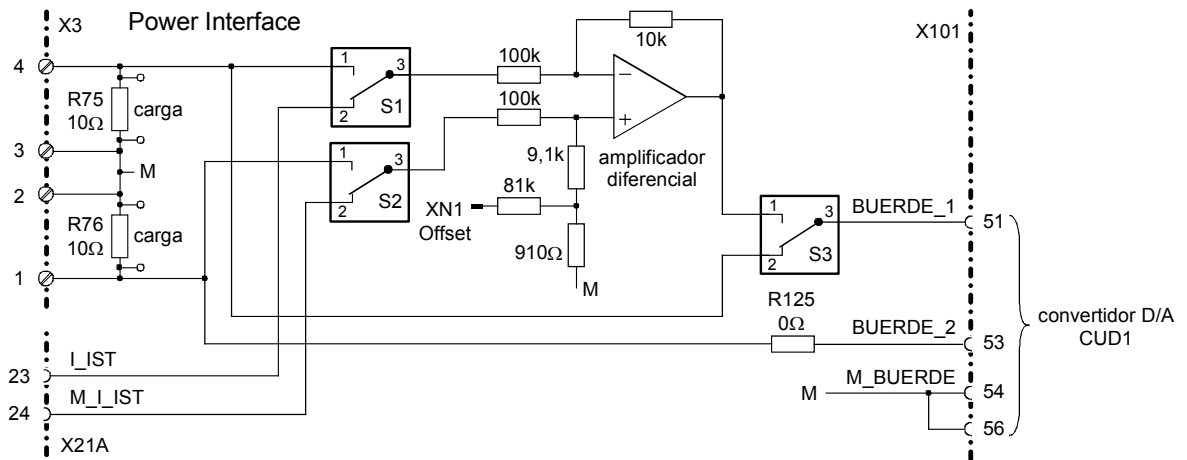 X3
Power Interface
X101
10k
4
1
3
2
S1
100k
R75
10Ω
carga
100k
3
M
1
3
2
S2
9,1k
amplificador
diferencial
2
81k
XN1
Offset
R76
10Ω
carga
910Ω
M
1
3
2
S3
BUERDE_1
51
1
R125
0Ω
BUERDE_2
53
convertidor D/A
CUD1
23
I_IST
M
M_BUERDE
54
24
M_I_IST
56
X21A